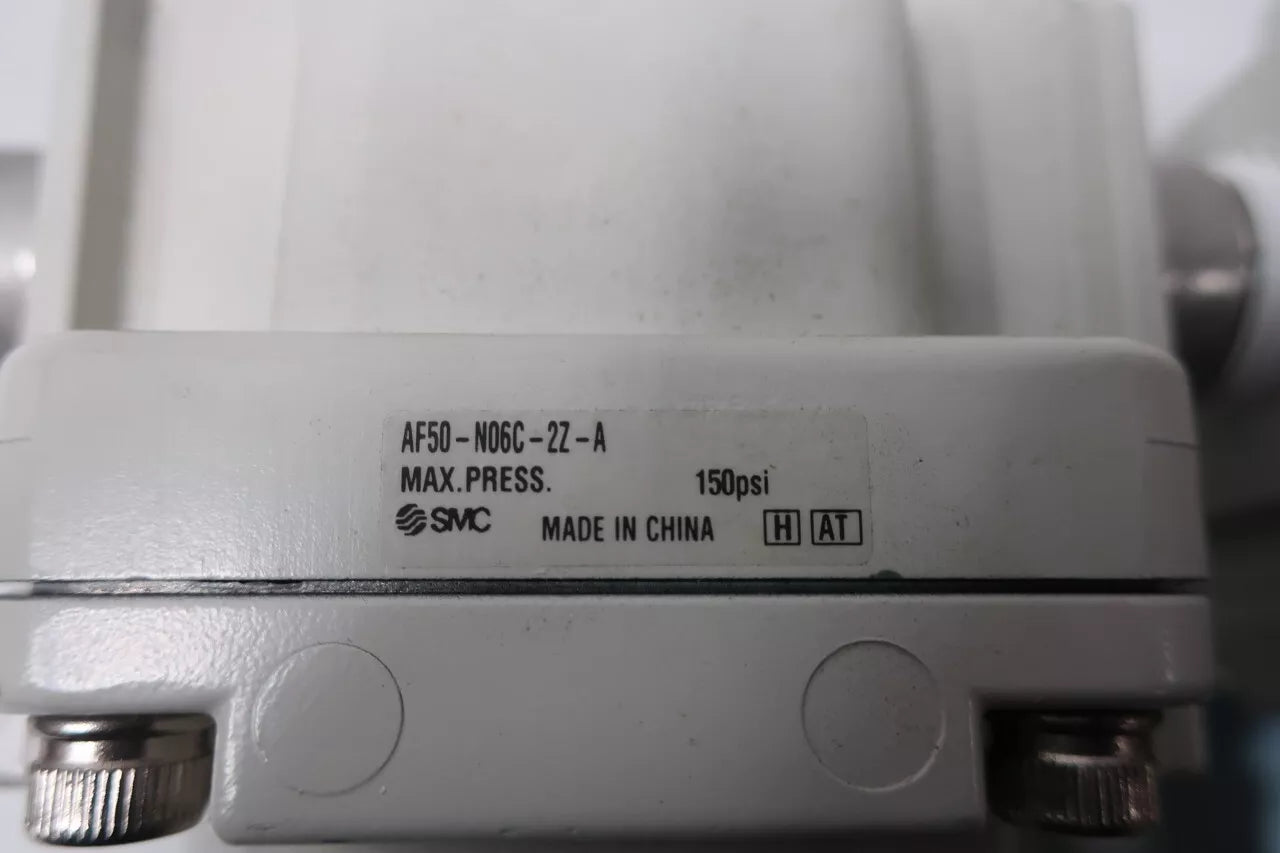 AF50-N06C-2Z-A
MAX.PRESS. 150psi
SMC MADE IN CHINA H AT